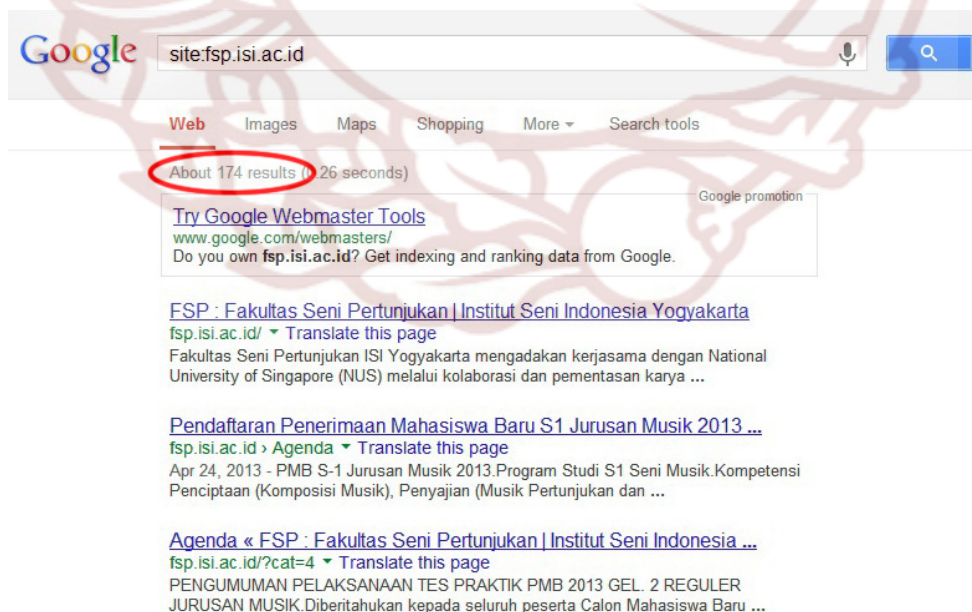 Google
site:fsp.isi.ac.id
Web Images Maps Shopping More Search tools
About 174 results (0.26 seconds)
Google promotion
Try Google Webmaster Tools
www.google.com/webmasters/
Do you own fsp.isi.ac.id? Get indexing and ranking data from Google.
FSP : Fakultas Seni Pertunjukan | Institut Seni Indonesia Yogyakarta
fsp.isi.ac.id/ Translate this page
Fakultas Seni Pertunjukan ISI Yogyakarta mengadakan kerjasama dengan National
University of Singapore (NUS) melalui kolaborasi dan pementasan karya ...
Pendaftaran Penerimaan Mahasiswa Baru S1 Jurusan Musik 2013 ...
fsp.isi.ac.id › Agenda Translate this page
Apr 24, 2013 - PMB S-1 Jurusan Musik 2013.Program Studi S1 Seni Musik.Kompetensi
Penciptaan (Komposisi Musik), Penyajian (Musik Pertunjukan dan ...
Agenda « FSP : Fakultas Seni Pertunjukan | Institut Seni Indonesia ...
fsp.isi.ac.id/?cat=4 Translate this page
PENGUMUMAN PELAKSANAAN TES PRAKTIK PMB 2013 GEL. 2 REGULER
JURUSAN MUSIK.Diberitahukan kepada seluruh peserta Calon Mahasiswa Baru ...